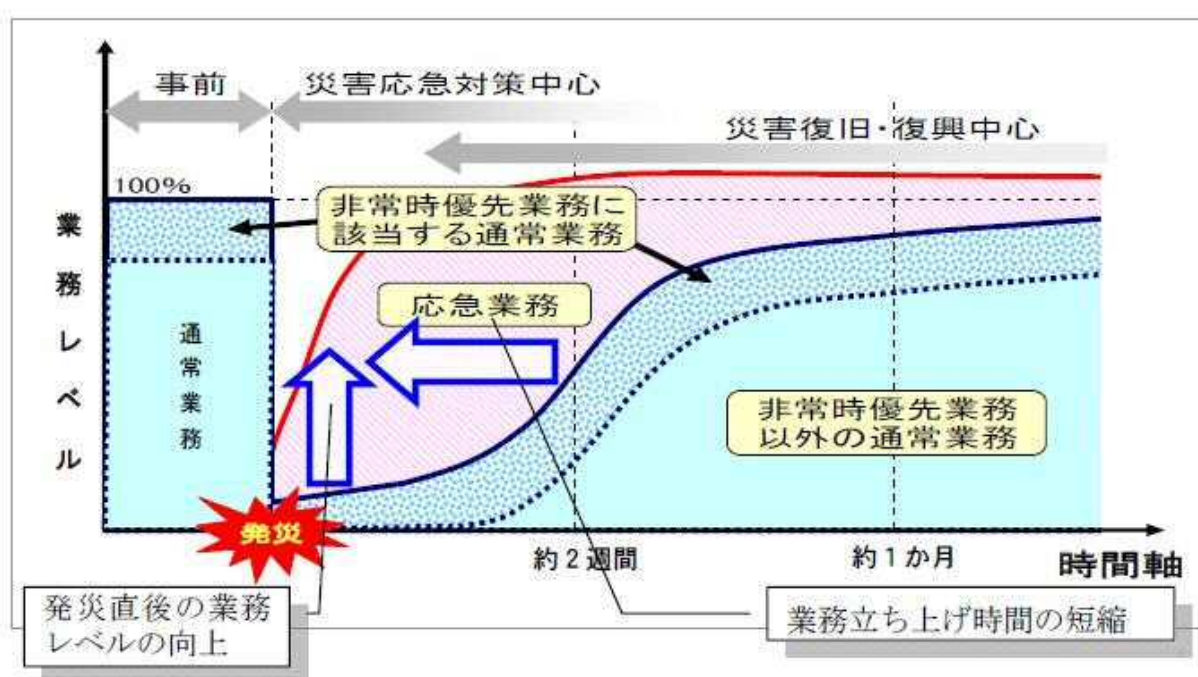 事前
災害応急対策中心
災害復旧・復興中心
100%
業務レベル
非常時優先業務に
該当する通常業務
応急業務
通常業務
非常時優先業務
以外の通常業務
発災
約2週間
約1か月
時間軸
発災直後の業務
レベルの向上
業務立ち上げ時間の短縮